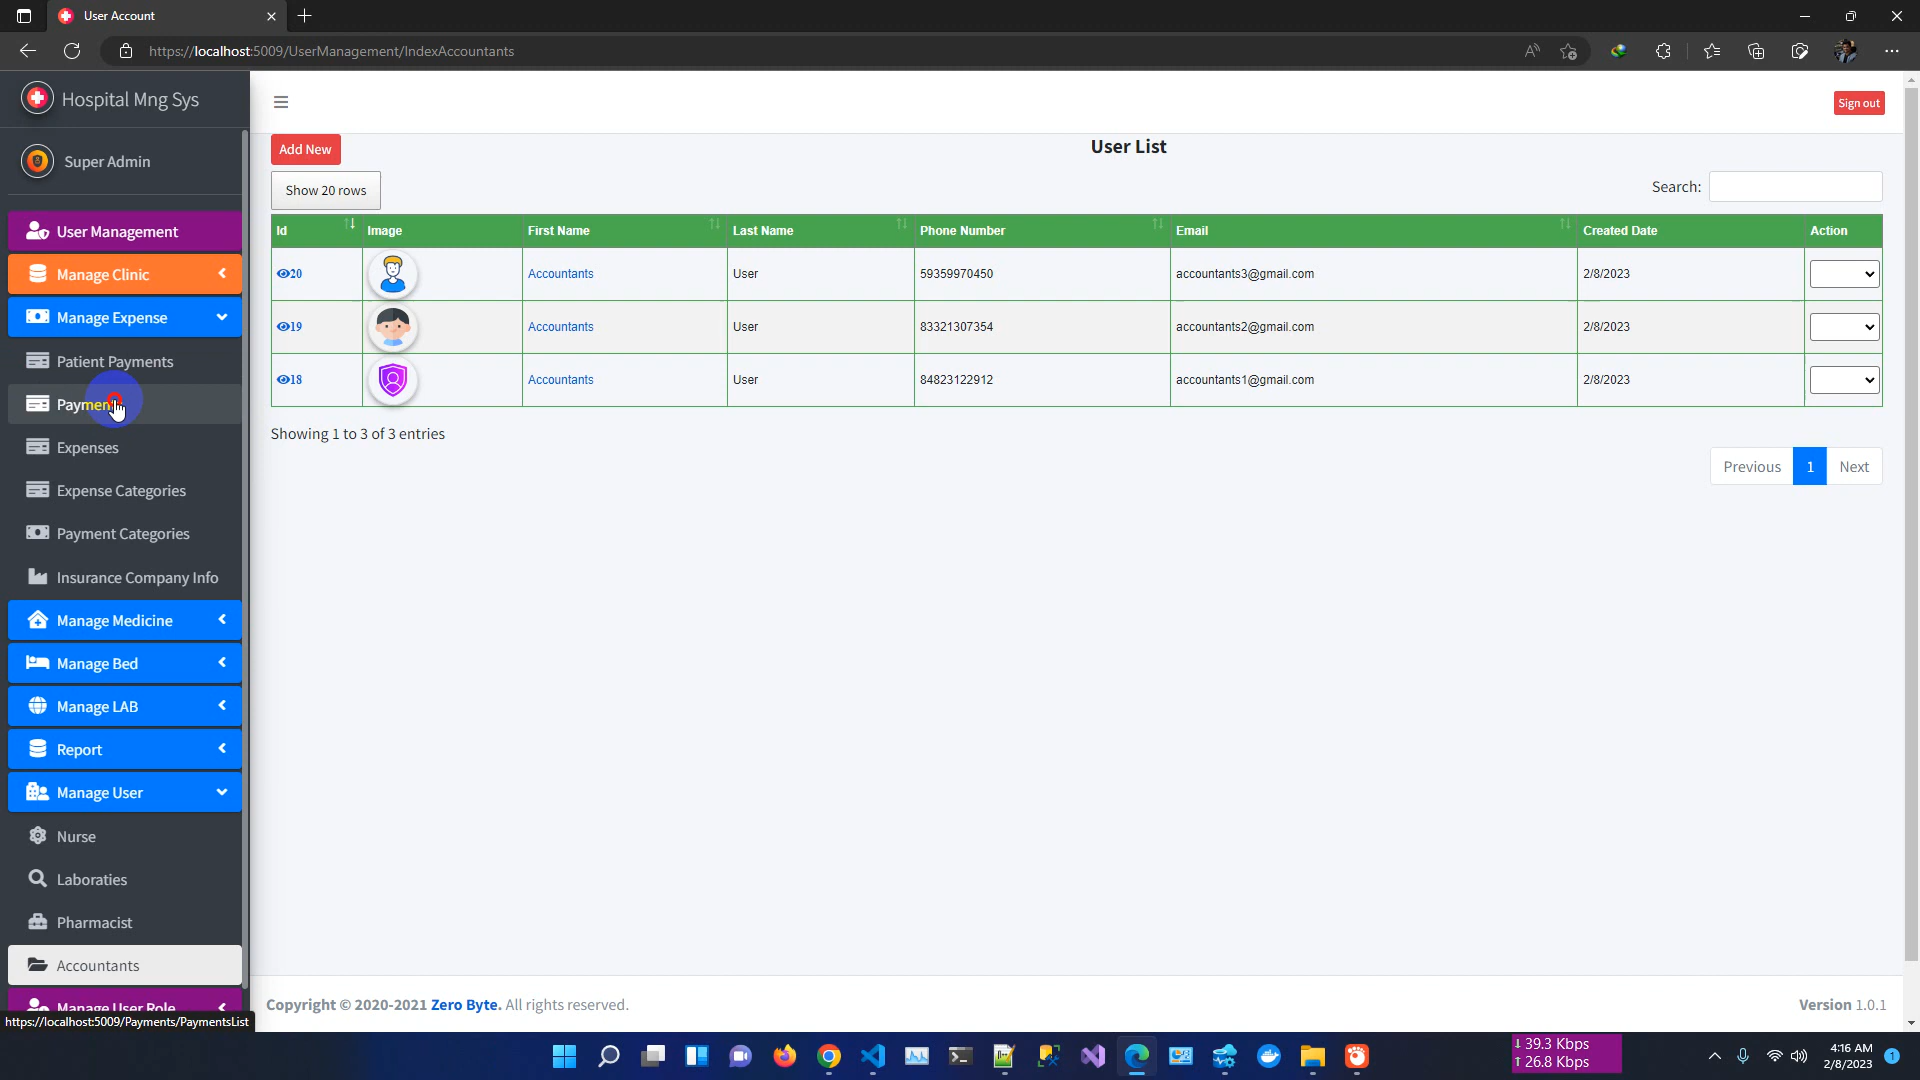 User Account
https://localhost:5009/UserManagement/IndexAccountants
Hospital Mng Sys
Sign out
Super Admin
User Management
Manage Clinic
Manage Expense
Patient Payments
Expenses
Expense Categories
Payment Categories
Insurance Company Info
Manage Medicine
Manage Bed
Manage LAB
Report
Manage User
Nurse
Laboraties
Pharmacist
Accountants
Manage User Role
https://localhost:5009/Payments/PaymentsList
Add New
User List
Show 20 rows
Search:
Id Image First Name Last Name Phone Number Email Created Date Action
20 Accountants User 59359970450 accountants3@gmail.com 2/8/2023
19 Accountants User 83321307354 accountants2@gmail.com 2/8/2023
18 Accountants User 84823122912 accountants1@gmail.com 2/8/2023
Showing 1 to 3 of 3 entries
Previous 1 Next
Copyright © 2020-2021 Zero Byte. All rights reserved.
Version 1.0.1
↓ 39.3 Kbps
↑ 26.8 Kbps
4:16 AM
2/8/2023
1